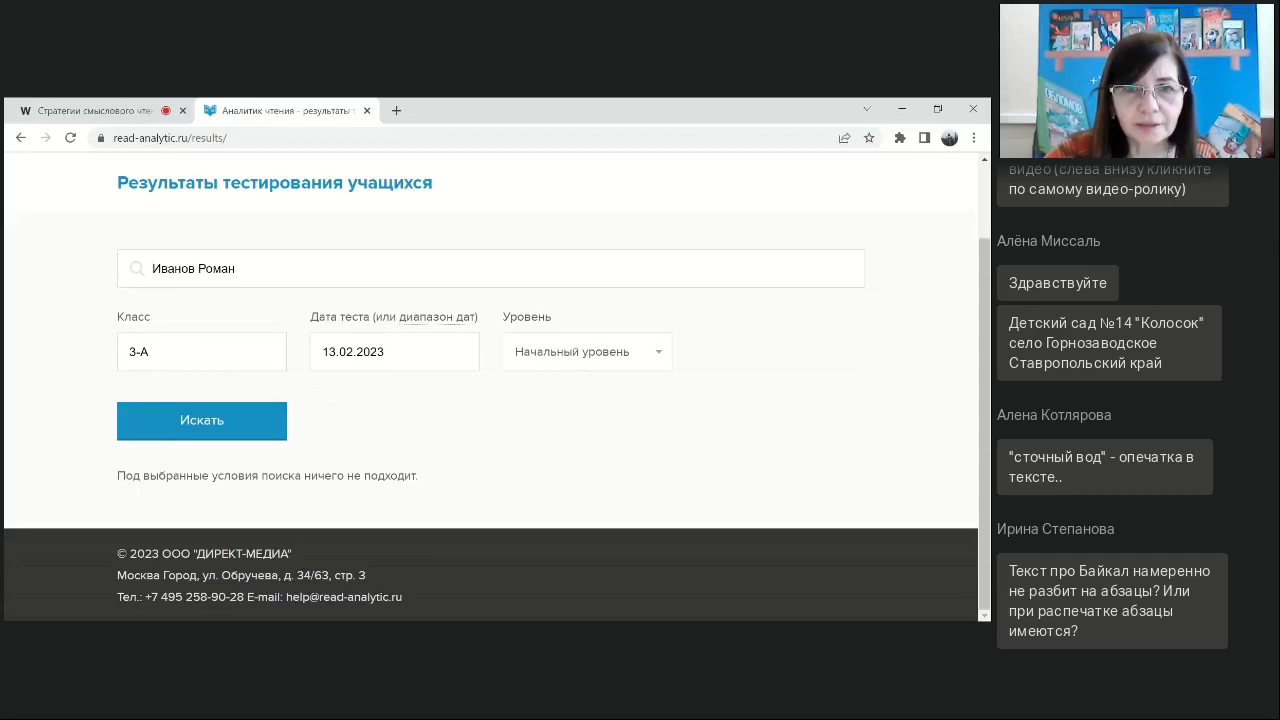 Стратегии смыслового чте
Аналитик чтения - результаты т
read-analytic.ru/results/
Результаты тестирования учащихся
Иванов Роман
Класс
Дата теста (или диапазон дат)
Уровень
3-А
13.02.2023
Начальный уровень
Искать
Под выбранные условия поиска ничего не подходит.
© 2023 ООО "ДИРЕКТ-МЕДИА"
Москва Город, ул. Обручева, д. 34/63, стр. 3
Тел.: +7 495 258-90-28 E-mail: help@read-analytic.ru
ОБЛОМОВ
видео (слева внизу кликните
по самому видео-ролику)
Алёна Миссаль
Здравствуйте
Детский сад №14 "Колосок"
село Горнозаводское
Ставропольский край
Алена Котлярова
"сточный вод" - опечатка в
тексте..
Ирина Степанова
Текст про Байкал намеренно
не разбит на абзацы? Или
при распечатке абзацы
имеются?